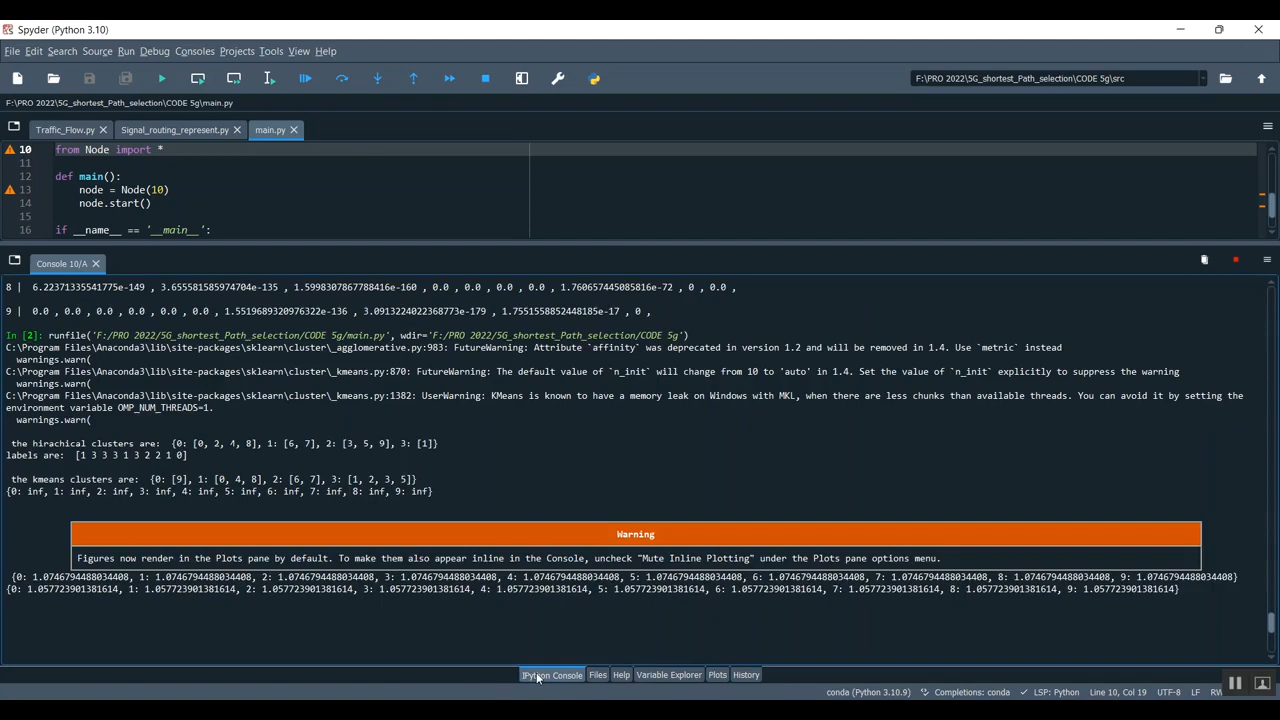 Spyder (Python 3.10)
File Edit Search Source Run Debug Consoles Projects Tools View Help
F:\PRO 2022\5G_shortest_Path_selection\CODE 5g\src
F:\PRO 2022\5G_shortest_Path_selection\CODE 5g\main.py
Traffic_Flow.py Signal_routing_represent.py main.py
10 from Node import *
11
12 def main():
13 node = Node(10)
14 node.start()
15
16 if __name__ == '__main__':
Console 10/A
8 | 6.22371335541775e-149 , 3.655581585974704e-135 , 1.5998307867788416e-160 , 0.0 , 0.0 , 0.0 , 0.0 , 1.760657445085816e-72 , 0 , 0.0 ,
9 | 0.0 , 0.0 , 0.0 , 0.0 , 0.0 , 0.0 , 1.5519689320976322e-136 , 3.0913224022368773e-179 , 1.7551558852448185e-17 , 0 ,
In [2]: runfile('F:/PRO 2022/5G_shortest_Path_selection/CODE 5g/main.py', wdir='F:/PRO 2022/5G_shortest_Path_selection/CODE 5g')
C:\Program Files\Anaconda3\lib\site-packages\sklearn\cluster\_agglomerative.py:983: FutureWarning: Attribute `affinity` was deprecated in version 1.2 and will be removed in 1.4. Use `metric` instead
warnings.warn(
C:\Program Files\Anaconda3\lib\site-packages\sklearn\cluster\_kmeans.py:870: FutureWarning: The default value of `n_init` will change from 10 to 'auto' in 1.4. Set the value of `n_init` explicitly to suppress the warning
warnings.warn(
C:\Program Files\Anaconda3\lib\site-packages\sklearn\cluster\_kmeans.py:1382: UserWarning: KMeans is known to have a memory leak on Windows with MKL, when there are less chunks than available threads. You can avoid it by setting the
environment variable OMP_NUM_THREADS=1.
warnings.warn(
the hirachical clusters are: {0: [0, 2, 4, 8], 1: [6, 7], 2: [3, 5, 9], 3: [1]}
labels are: [1 3 3 3 1 3 2 2 1 0]
the kmeans clusters are: {0: [9], 1: [0, 4, 8], 2: [6, 7], 3: [1, 2, 3, 5]}
{0: inf, 1: inf, 2: inf, 3: inf, 4: inf, 5: inf, 6: inf, 7: inf, 8: inf, 9: inf}
Warning
Figures now render in the Plots pane by default. To make them also appear inline in the Console, uncheck "Mute Inline Plotting" under the Plots pane options menu.
{0: 1.0746794488034408, 1: 1.0746794488034408, 2: 1.0746794488034408, 3: 1.0746794488034408, 4: 1.0746794488034408, 5: 1.0746794488034408, 6: 1.0746794488034408, 7: 1.0746794488034408, 8: 1.0746794488034408, 9: 1.0746794488034408}
{0: 1.057723901381614, 1: 1.057723901381614, 2: 1.057723901381614, 3: 1.057723901381614, 4: 1.057723901381614, 5: 1.057723901381614, 6: 1.057723901381614, 7: 1.057723901381614, 8: 1.057723901381614, 9: 1.057723901381614}
IPython Console Files Help Variable Explorer Plots History
conda (Python 3.10.9) Completions: conda LSP: Python Line 10, Col 19 UTF-8 LF